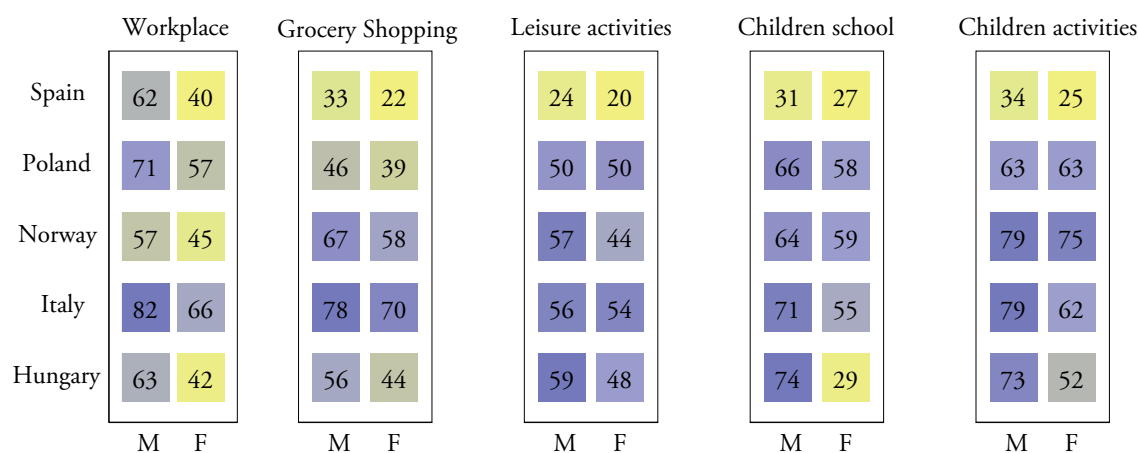 Workplace Grocery Shopping Leisure activities Children school Children activities
Spain 62 40 33 22 24 20 31 27 34 25
Poland 71 57 46 39 50 50 66 58 63 63
Norway 57 45 67 58 57 44 64 59 79 75
Italy 82 66 78 70 56 54 71 55 79 62
Hungary 63 42 56 44 59 48 74 29 73 52
M F M F M F M F M F